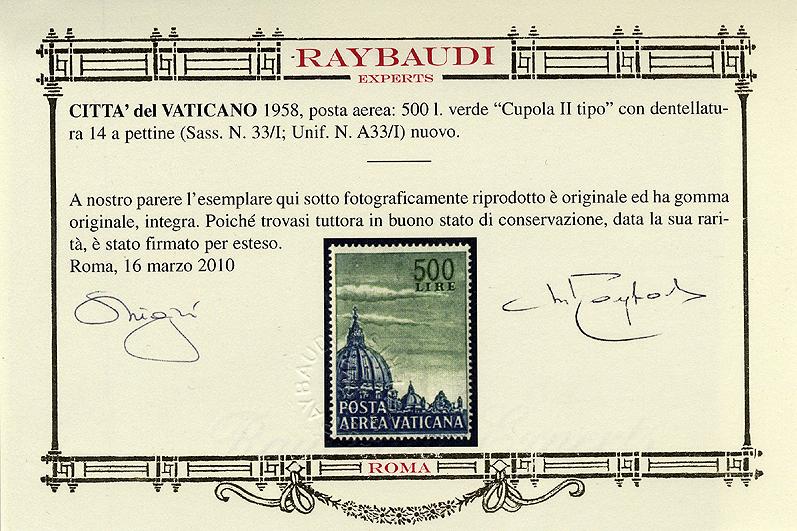 RAYBAUDI
EXPERTS
CITTA' del VATICANO 1958, posta aerea: 500 l. verde “Cupola II tipo” con dentellatu-
ra 14 a pettine (Sass. N. 33/I; Unif. N. A33/I) nuovo.
A nostro parere l'esemplare qui sotto fotograficamente riprodotto è originale ed ha gomma
originale, integra. Poiché trovasi tuttora in buono stato di conservazione, data la sua rari-
tà, è stato firmato per esteso.
Roma, 16 marzo 2010
500
LIRE
POSTA
AEREA VATICANA
ROMA